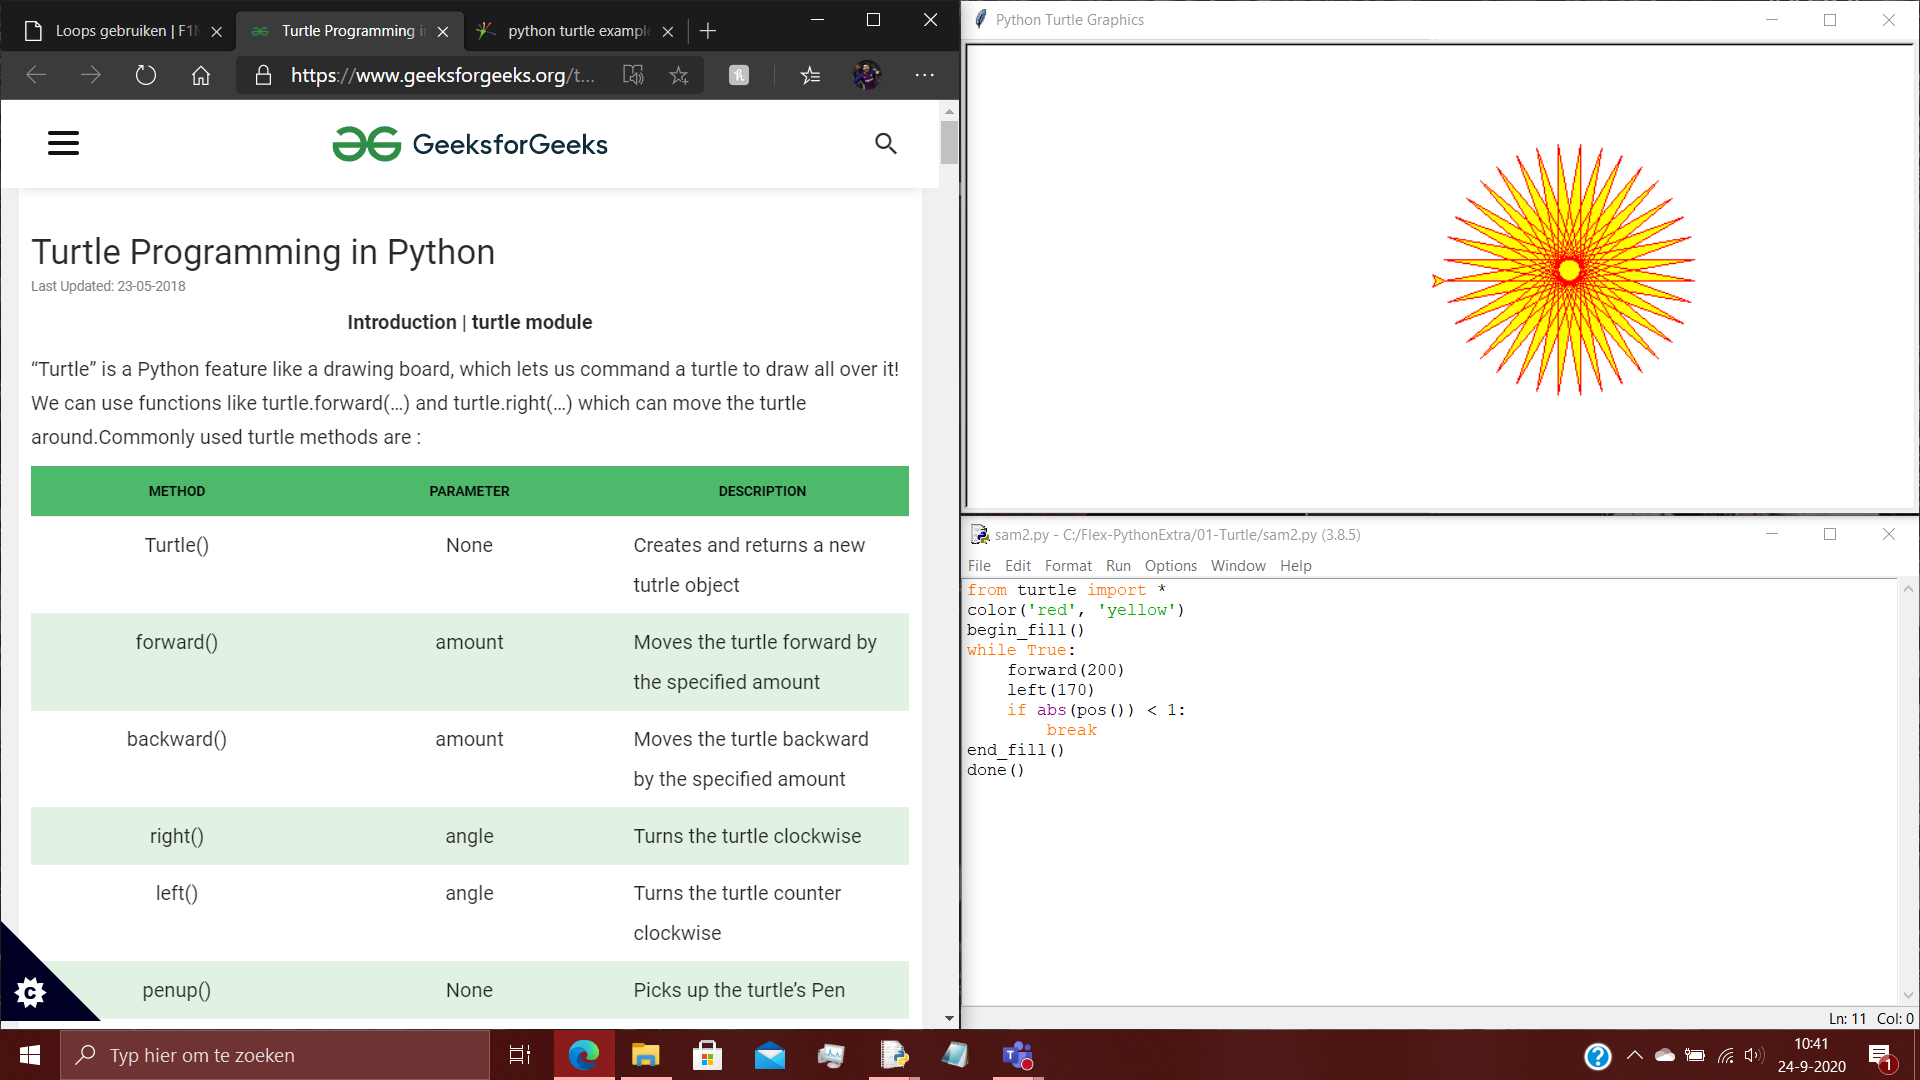 Loops gebruiken | F1
Turtle Programming i
python turtle exampl
https://www.geeksforgeeks.org/t...
GeeksforGeeks
Turtle Programming in Python
Last Updated: 23-05-2018
Introduction | turtle module
“Turtle” is a Python feature like a drawing board, which lets us command a turtle to draw all over it!
We can use functions like turtle.forward(…) and turtle.right(…) which can move the turtle
around.Commonly used turtle methods are :
METHOD PARAMETER DESCRIPTION
Turtle() None Creates and returns a new
tutrle object
forward() amount Moves the turtle forward by
the specified amount
backward() amount Moves the turtle backward
by the specified amount
right() angle Turns the turtle clockwise
left() angle Turns the turtle counter
clockwise
penup() None Picks up the turtle’s Pen
Python Turtle Graphics
sam2.py - C:/Flex-PythonExtra/01-Turtle/sam2.py (3.8.5)
File Edit Format Run Options Window Help
from turtle import *
color('red', 'yellow')
begin_fill()
while True:
    forward(200)
    left(170)
    if abs(pos()) < 1:
        break
end_fill()
done()
Ln: 11 Col: 0
Typ hier om te zoeken
10:41
24-9-2020
1